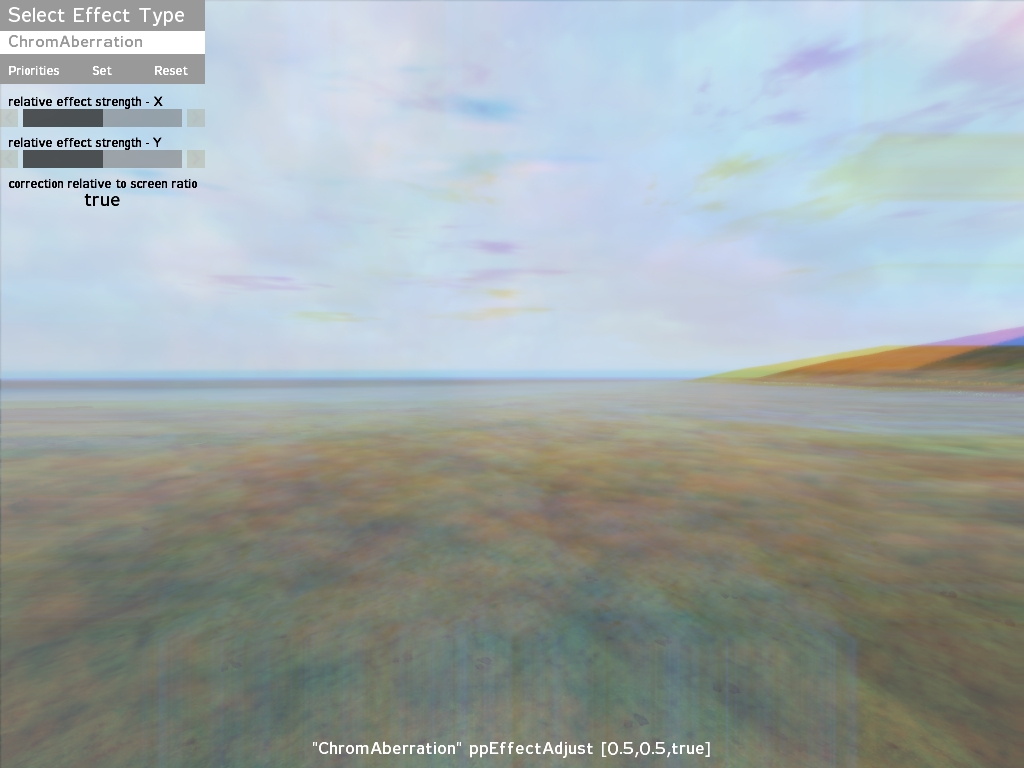 Select Effect Type
ChromAberration
Priorities Set Reset
relative effect strength - X
relative effect strength - Y
correction relative to screen ratio
true
"ChromAberration" ppEffectAdjust [0.5,0.5,true]